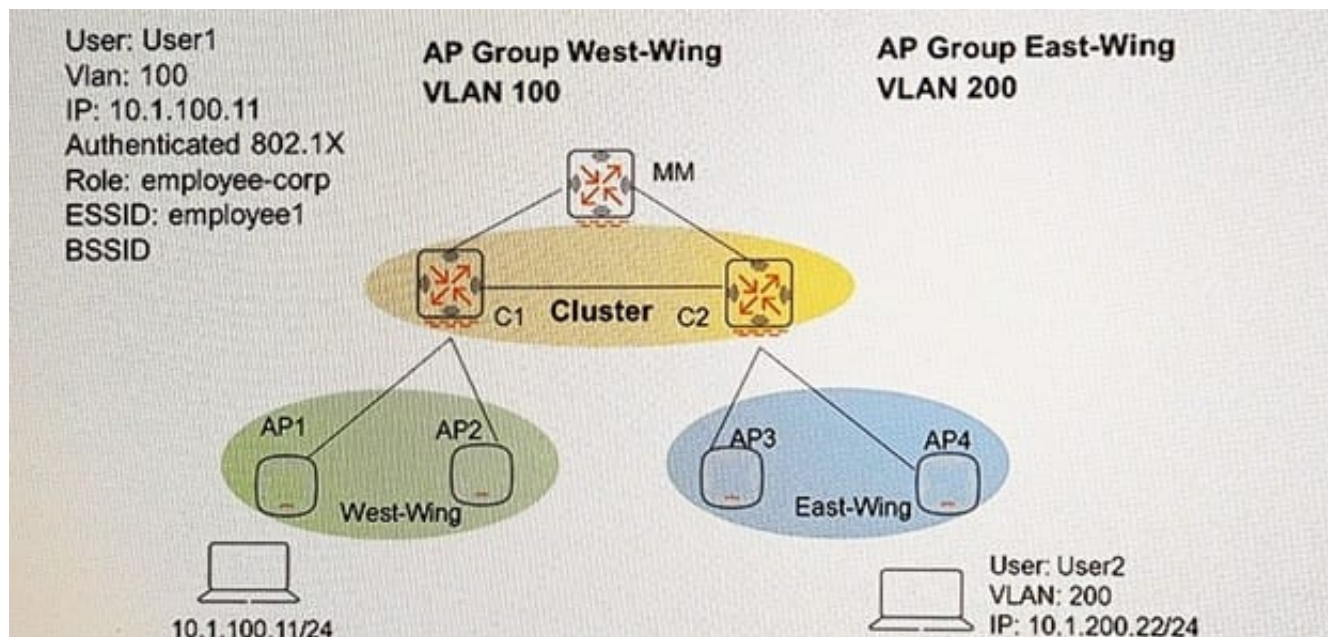 User: User1
Vlan: 100
IP: 10.1.100.11
Authenticated 802.1X
Role: employee-corp
ESSID: employee1
BSSID
AP Group West-Wing
VLAN 100
AP Group East-Wing
VLAN 200
MM
C1
Cluster
C2
AP1
AP2
West-Wing
AP3
AP4
East-Wing
10.1.100.11/24
User: User2
VLAN: 200
IP: 10.1.200.22/24